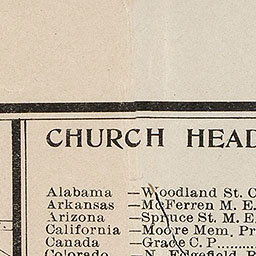 CHURCH HEAD
Alabama —Woodland St. C
Arkansas —McFerren M. E.
Arizona —Spruce St. M. E.
California —Moore Mem. Pr
Canada —Grace C. P..........
Colorado —N. Edgefield B